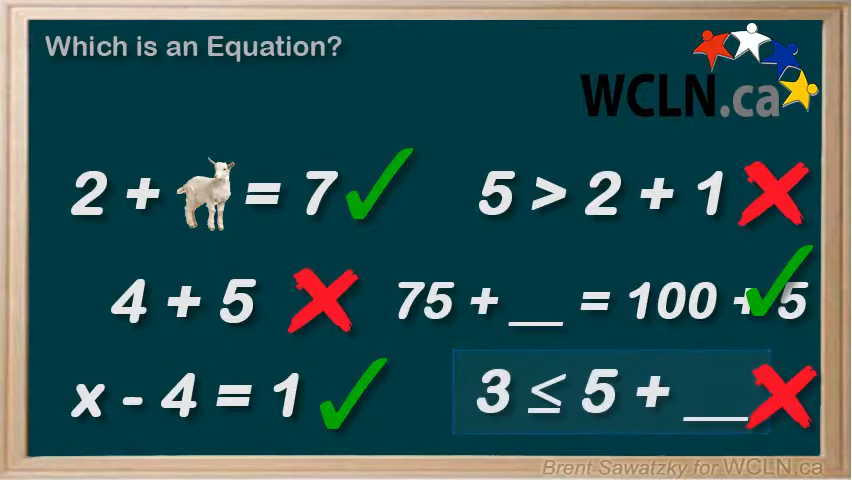 Which is an Equation?
WCLN.ca
2 + = 7
5 > 2 + 1
4 + 5
75 + __ = 100 + 5
x - 4 = 1
3 ≤ 5 + __
Brent Sawatzky for WCLN.ca